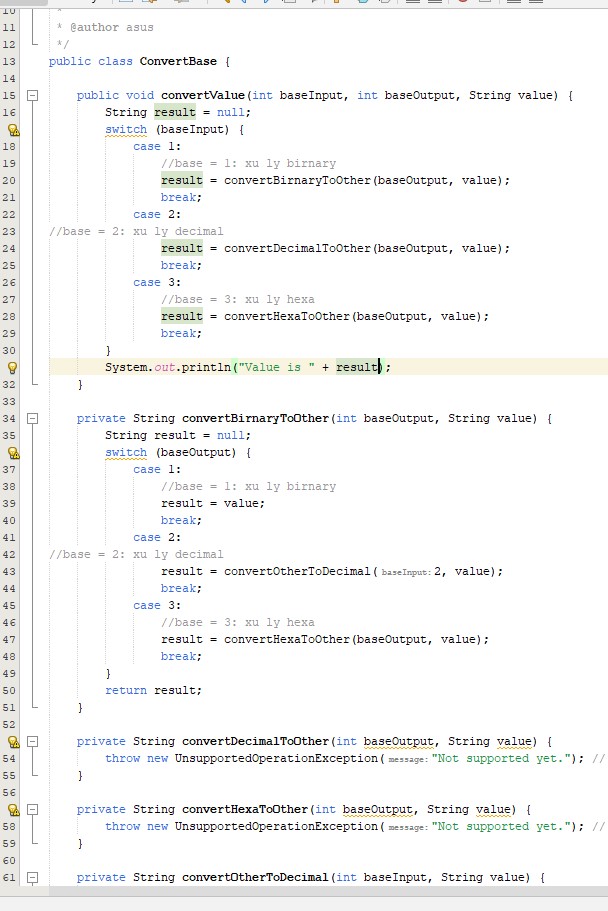 10 *
11 * @author asus
12 */
13 public class ConvertBase {
14
15 public void convertValue(int baseInput, int baseOutput, String value) {
16 String result = null;
switch (baseInput) {
18 case 1:
19 //base = 1: xu ly birnary
20 result = convertBirnaryToOther(baseOutput, value);
21 break;
22 case 2:
23 //base = 2: xu ly decimal
24 result = convertDecimalToOther(baseOutput, value);
25 break;
26 case 3:
27 //base = 3: xu ly hexa
28 result = convertHexaToOther(baseOutput, value);
29 break;
30 }
System.out.println("Value is " + result);
32 }
33
34 private String convertBirnaryToOther(int baseOutput, String value) {
35 String result = null;
switch (baseOutput) {
37 case 1:
38 //base = 1: xu ly birnary
39 result = value;
40 break;
41 case 2:
42 //base = 2: xu ly decimal
43 result = convertOtherToDecimal( baseInput: 2, value);
44 break;
45 case 3:
46 //base = 3: xu ly hexa
47 result = convertHexaToOther(baseOutput, value);
48 break;
49 }
50 return result;
51 }
52
private String convertDecimalToOther(int baseOutput, String value) {
54 throw new UnsupportedOperationException( message: "Not supported yet."); //
55 }
56
private String convertHexaToOther(int baseOutput, String value) {
58 throw new UnsupportedOperationException( message: "Not supported yet."); //
59 }
60
61 private String convertOtherToDecimal(int baseInput, String value) {